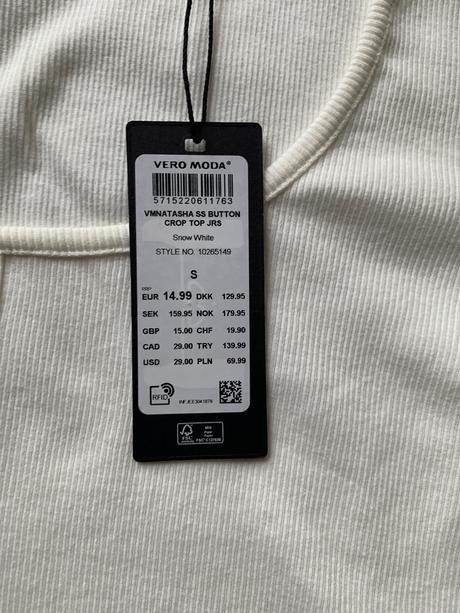 VERO MODA®
5715220611763
VMNATASHA SS BUTTON
CROP TOP JRS
Snow White
STYLE NO. 10265149
S
RRP
EUR 14.99 DKK 129.95
SEK 159.95 NOK 179.95
GBP 15.00 CHF 19.90
CAD 29.00 TRY 139.99
USD 29.00 PLN 69.99
RFID
FSC
MIX
Paper